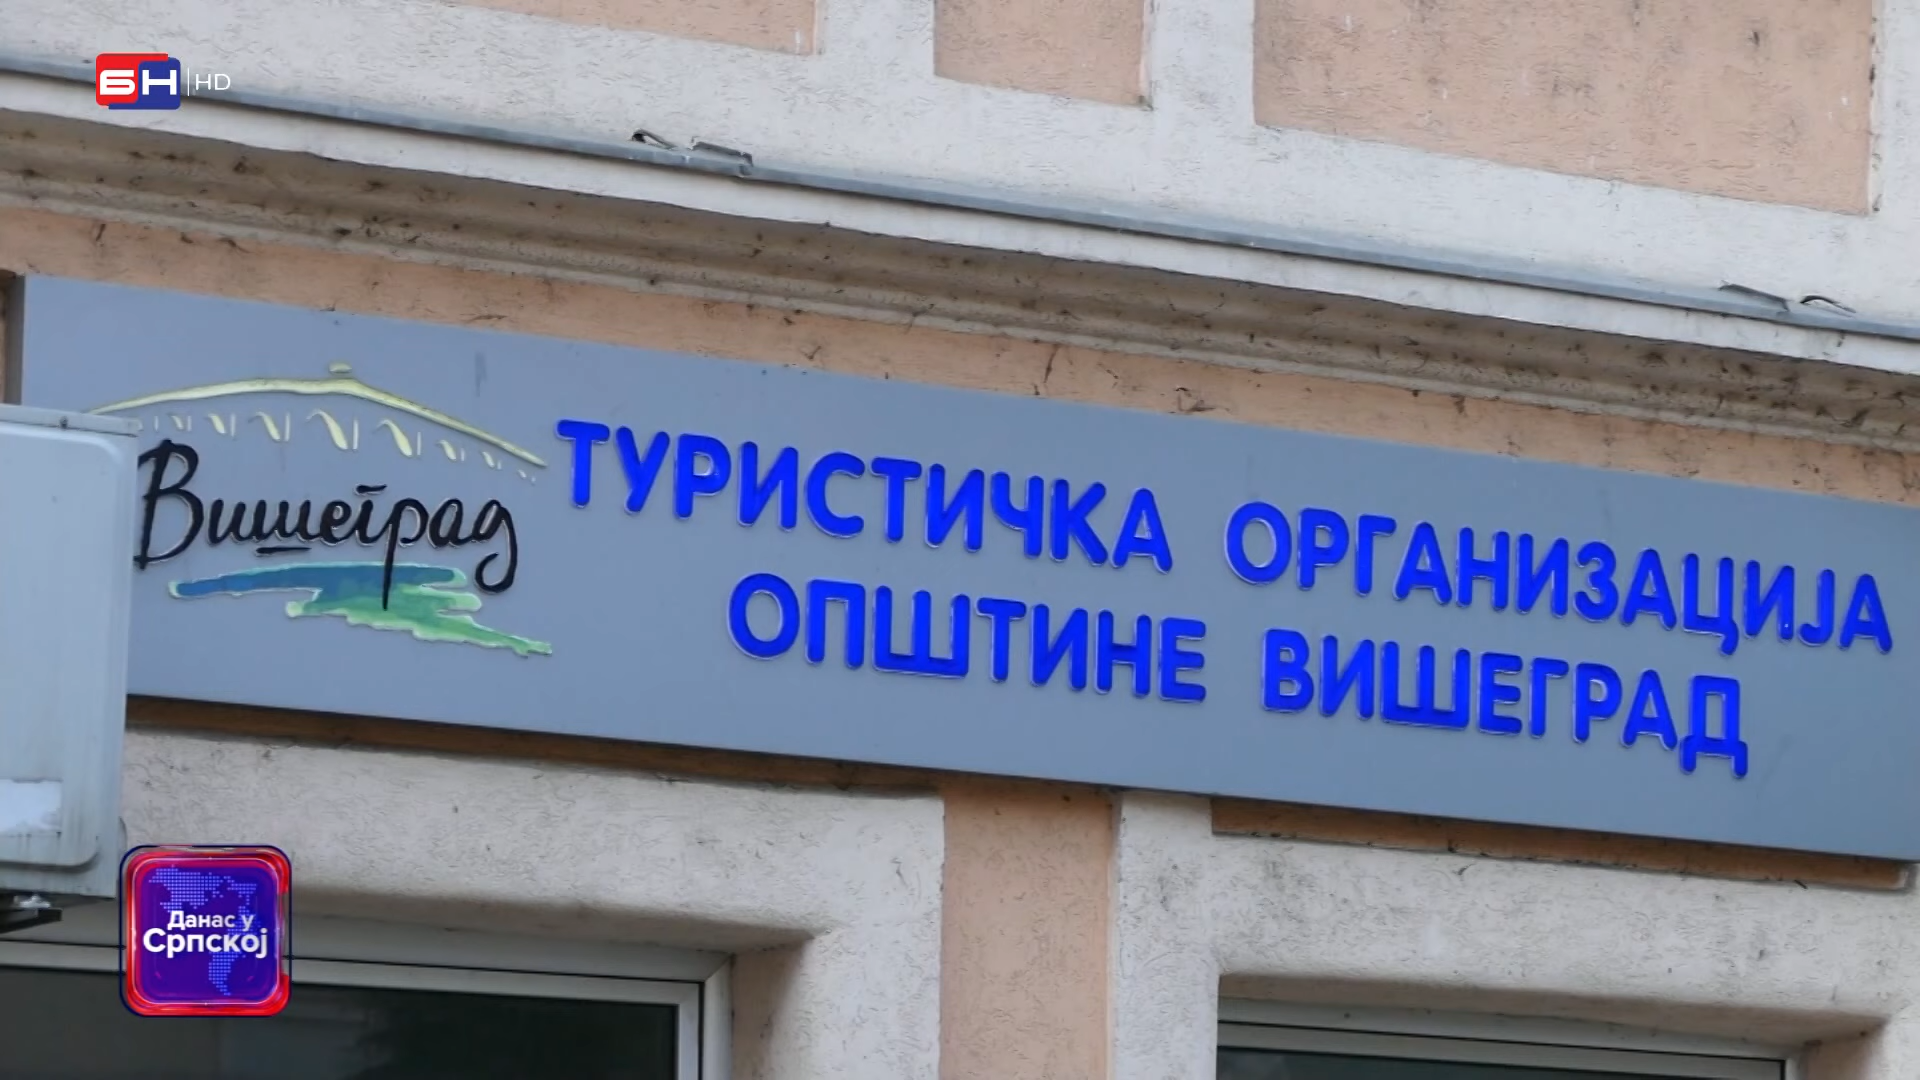 БН HD
Вишеград
ТУРИСТИЧКА ОРГАНИЗАЦИЈА
ОПШТИНЕ ВИШЕГРАД
Данас у
Српској